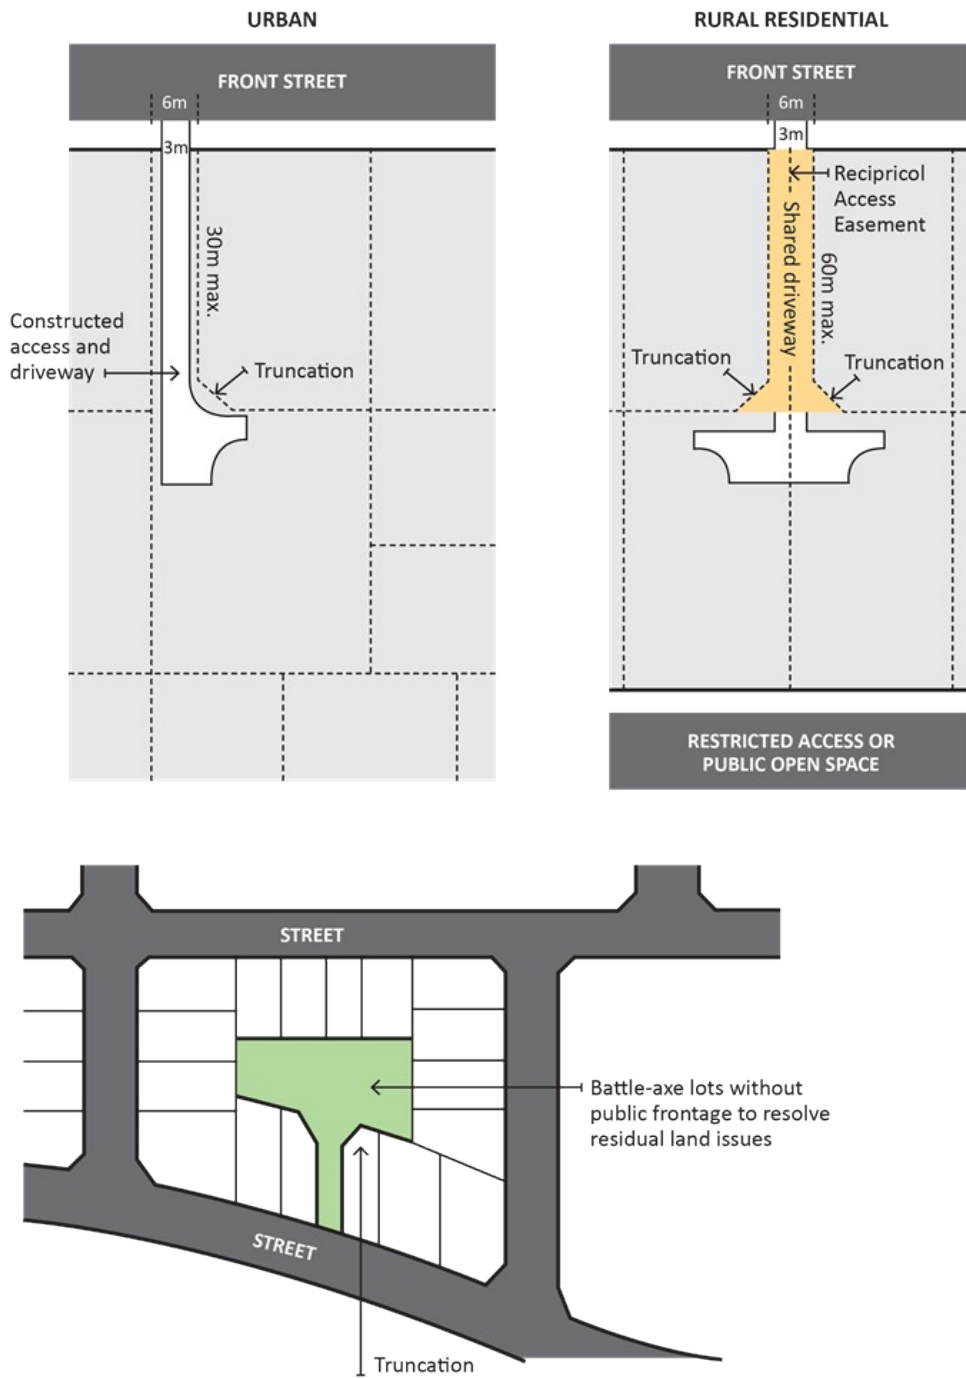 URBAN
FRONT STREET
6m
3m
30m max.
Constructed
access and
driveway
Truncation
RURAL RESIDENTIAL
FRONT STREET
6m
3m
Recipricol
Access
Easement
Shared driveway
60m max.
Truncation
Truncation
RESTRICTED ACCESS OR
PUBLIC OPEN SPACE
STREET
Battle-axe lots without
public frontage to resolve
residual land issues
STREET
Truncation